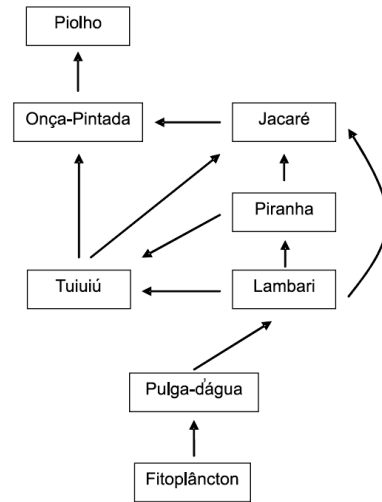 Piolho
Onça-Pintada
Jacaré
Piranha
Tuiuiú
Lambari
Pulga-d'água
Fitoplâncton